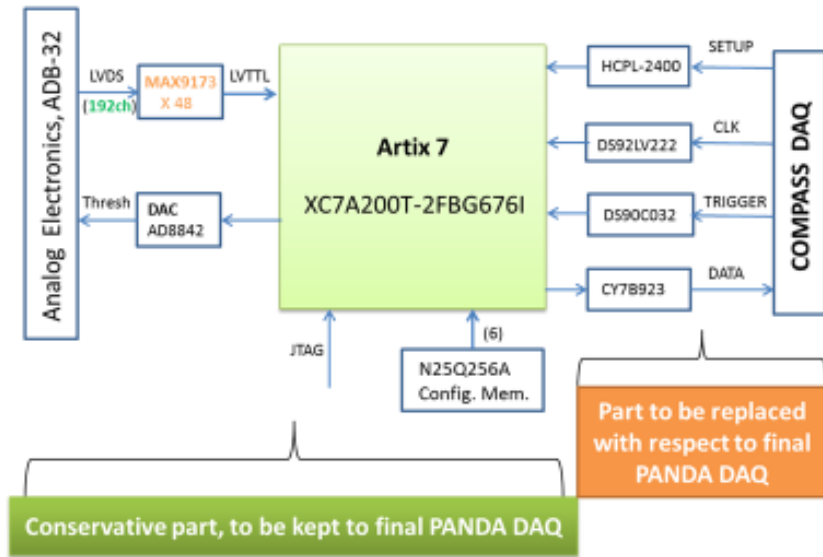 Analog Electronics, ADB-32
LVDS
(192ch)
MAX9173
X 48
LVTTL
Thresh
DAC
AD8842
Artix 7
XC7A200T-2FBG676I
JTAG
(6)
N25Q256A
Config. Mem.
HCPL-2400
SETUP
DS92LV222
CLK
DS90C032
TRIGGER
CY7B923
DATA
COMPASS DAQ
Part to be replaced
with respect to final
PANDA DAQ
Conservative part, to be kept to final PANDA DAQ